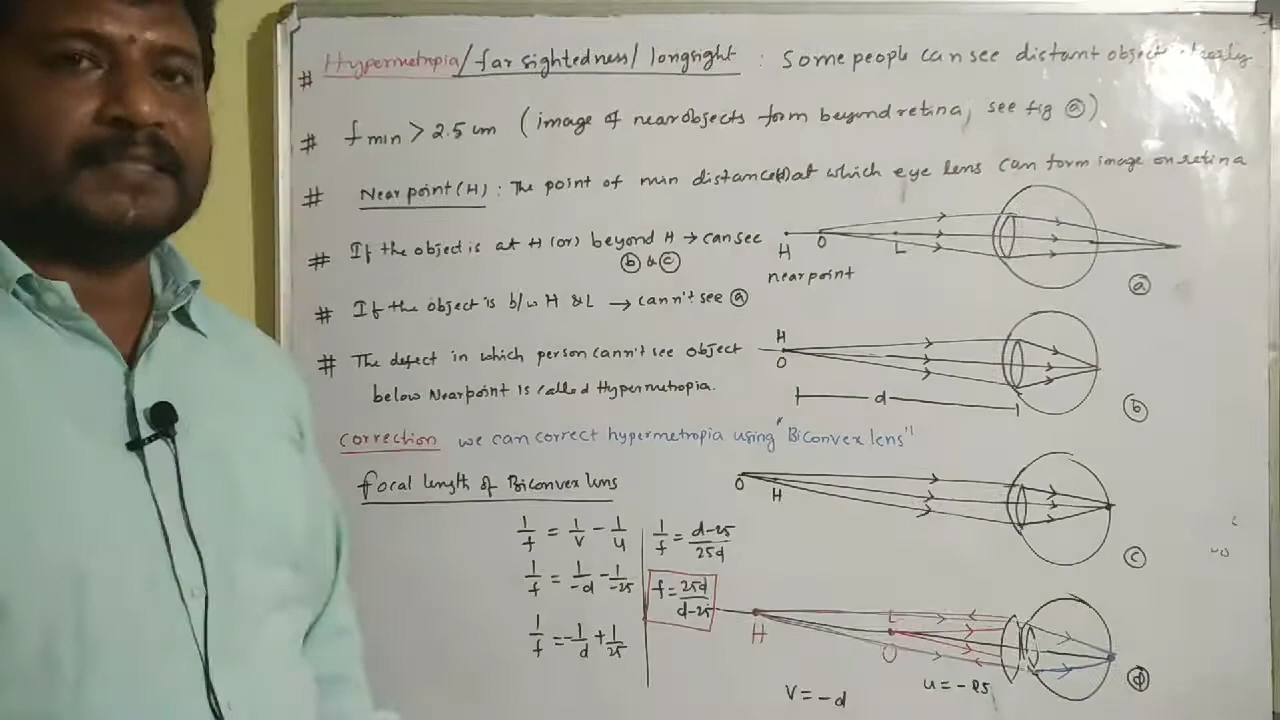 # Hypermetropia/far sightedness/longsight : Some people can see distant object clearly
# fmin > 2.5 cm (image of near objects form beyond retina, see fig ⓐ)
# Near point (H) : The point of min distance(d) at which eye lens can form image on retina
# If the object is at H (or) beyond H → can see
ⓑ & ⓒ
# If the object is b/w H & L → cann't see ⓐ
# The defect in which person cann't see object
below Near point is called Hypermetropia.
correction we can correct hypermetropia using "Biconvex lens"
focal length of Biconvex lens
1/f = 1/v - 1/u
1/f = 1/-d - 1/-25
1/f = -1/d + 1/25
1/f = d-25/25d
f = 25d/d-25
H O L
near point
ⓐ
H
O
d
ⓑ
O H
ⓒ
L
H O
V = -d u = -25
ⓓ